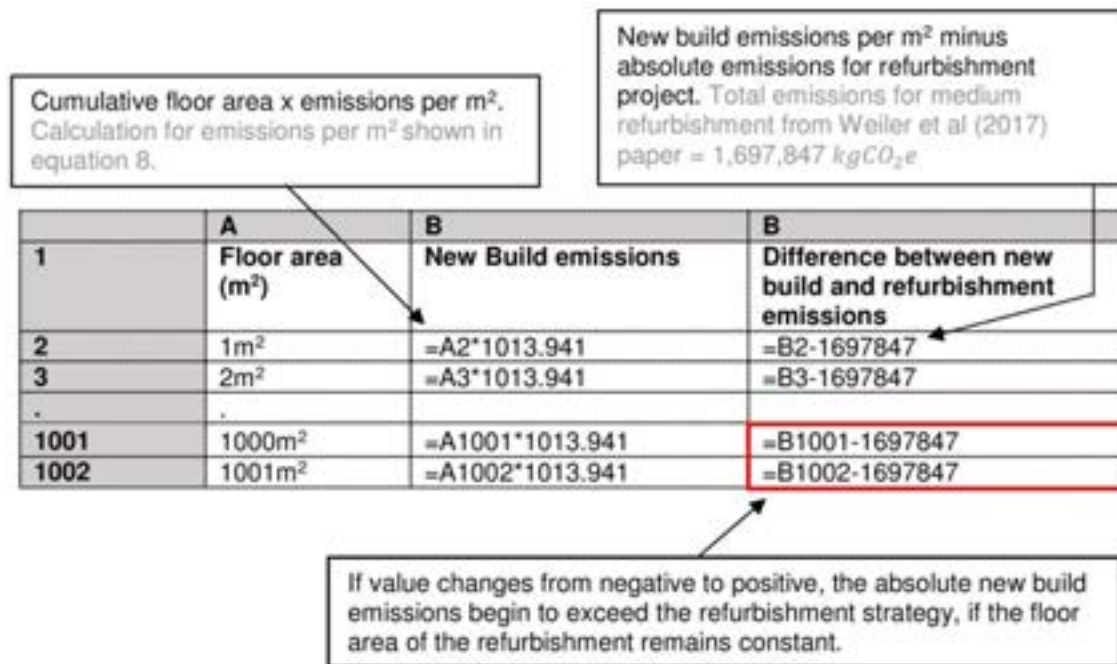 New build emissions per m² minus
absolute emissions for refurbishment
project. Total emissions for medium
refurbishment from Weiler et al (2017)
paper = 1,697,847 kgCO₂e
Cumulative floor area x emissions per m².
Calculation for emissions per m² shown in
equation 8.
A B B
1 Floor area (m²) New Build emissions Difference between new build and refurbishment emissions
2 1m² =A2*1013.941 =B2-1697847
3 2m² =A3*1013.941 =B3-1697847
. .
1001 1000m² =A1001*1013.941 =B1001-1697847
1002 1001m² =A1002*1013.941 =B1002-1697847
If value changes from negative to positive, the absolute new build
emissions begin to exceed the refurbishment strategy, if the floor
area of the refurbishment remains constant.